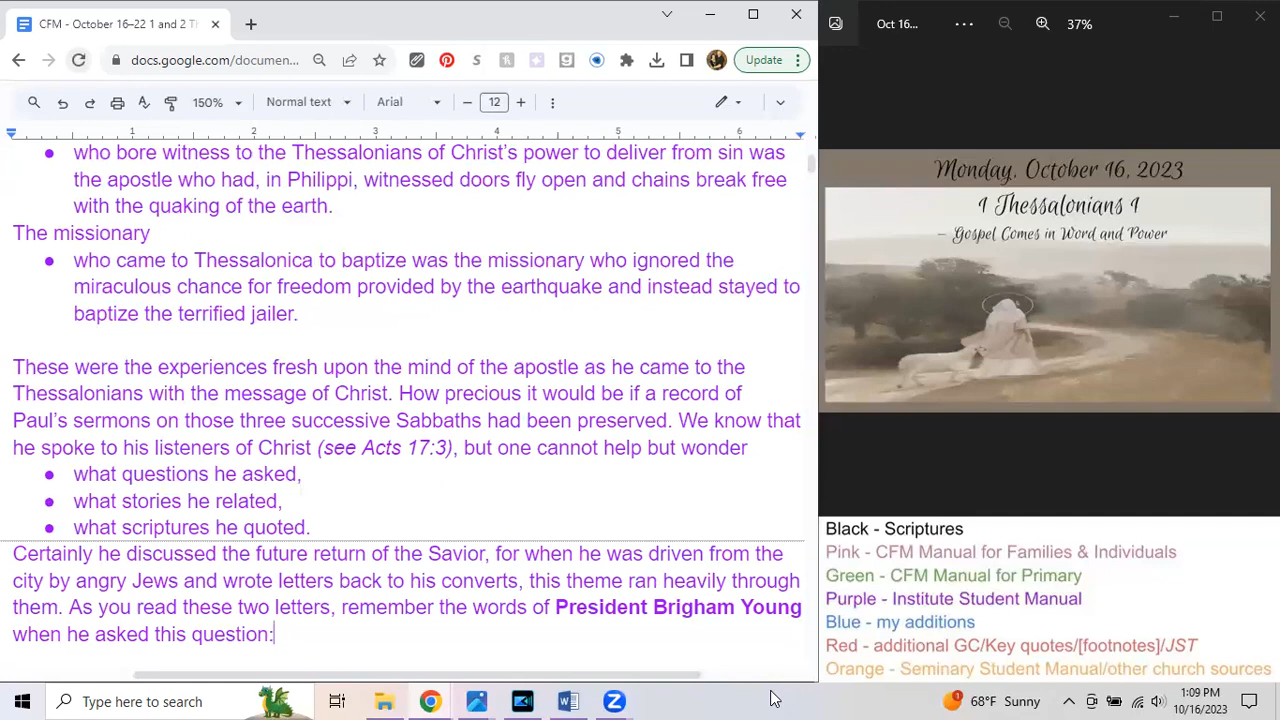 CFM - October 16–22 1 and 2 Th
docs.google.com/documen...
Update
150%
Normal text
Arial
12
1
2
3
4
5
6
who bore witness to the Thessalonians of Christ's power to deliver from sin was
the apostle who had, in Philippi, witnessed doors fly open and chains break free
with the quaking of the earth.
The missionary
who came to Thessalonica to baptize was the missionary who ignored the
miraculous chance for freedom provided by the earthquake and instead stayed to
baptize the terrified jailer.
These were the experiences fresh upon the mind of the apostle as he came to the
Thessalonians with the message of Christ. How precious it would be if a record of
Paul's sermons on those three successive Sabbaths had been preserved. We know that
he spoke to his listeners of Christ (see Acts 17:3), but one cannot help but wonder
what questions he asked,
what stories he related,
what scriptures he quoted.
Certainly he discussed the future return of the Savior, for when he was driven from the
city by angry Jews and wrote letters back to his converts, this theme ran heavily through
them. As you read these two letters, remember the words of President Brigham Young
when he asked this question:
Oct 16...
37%
Monday, October 16, 2023
1 Thessalonians 1
– Gospel Comes in Word and Power
Black - Scriptures
Pink - CFM Manual for Families & Individuals
Green - CFM Manual for Primary
Purple - Institute Student Manual
Blue - my additions
Red - additional GC/Key quotes/[footnotes]/JST
Orange - Seminary Student Manual/other church sources
Type here to search
1
68°F Sunny
1:09 PM
10/16/2023